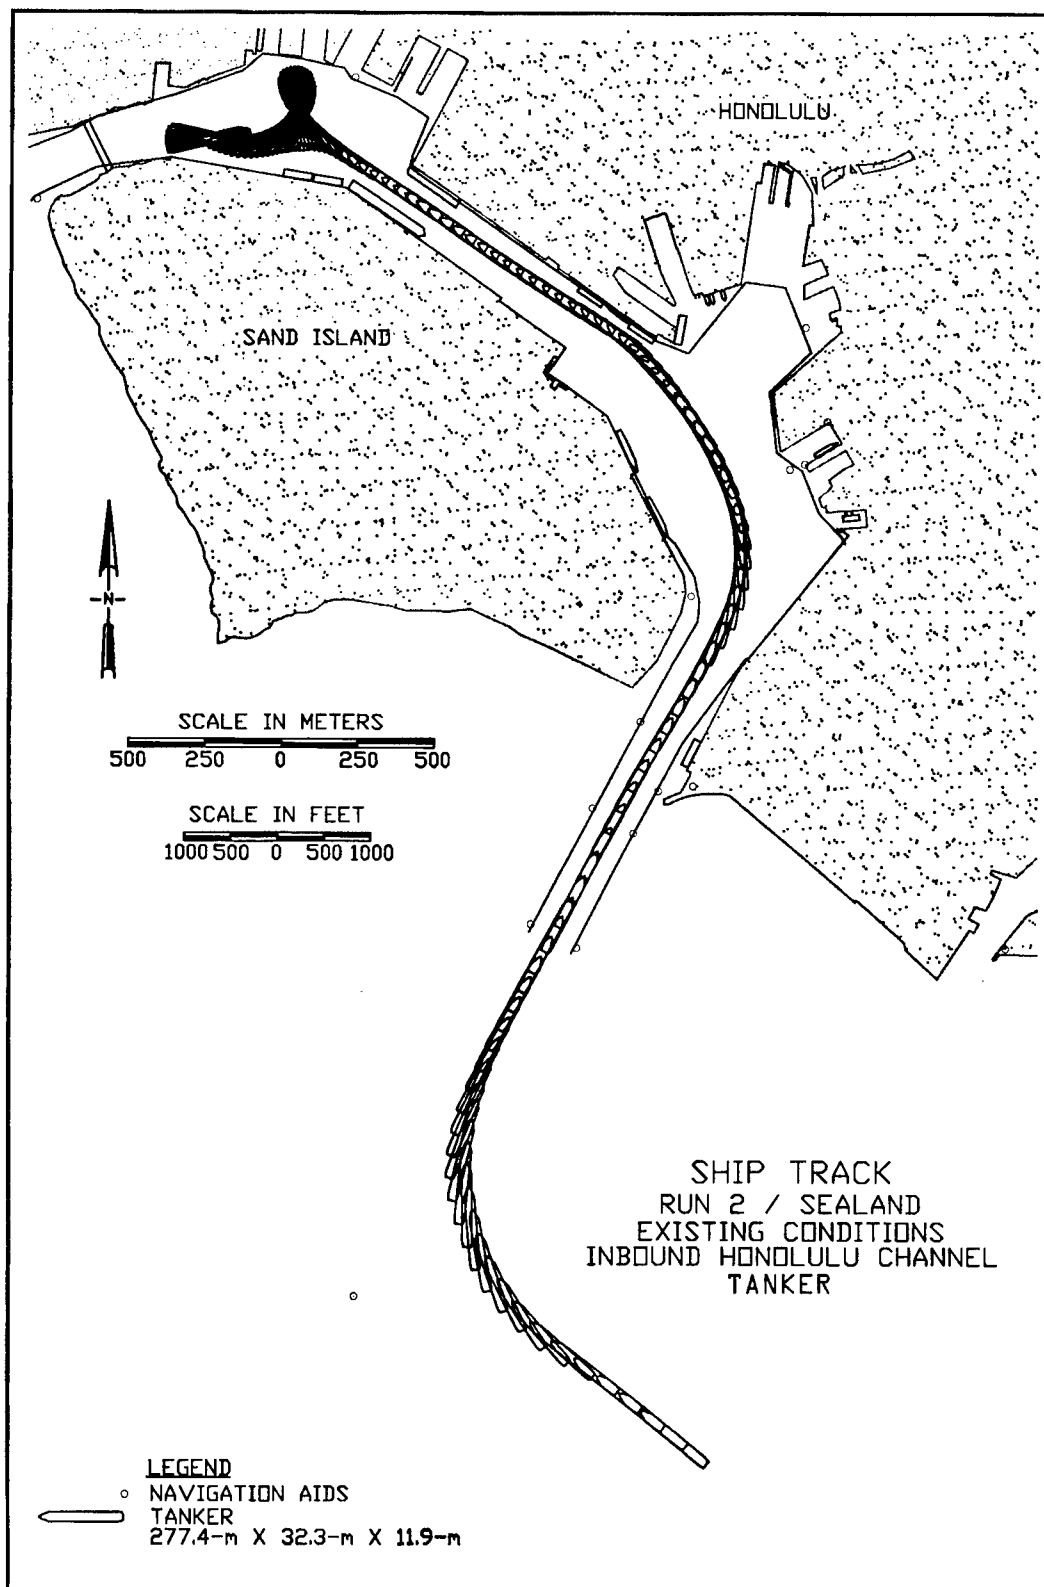 HONOLULU
SAND ISLAND
-N-
SCALE IN METERS
500 250 0 250 500
SCALE IN FEET
1000 500 0 500 1000
SHIP TRACK
RUN 2 / SEALAND
EXISTING CONDITIONS
INBOUND HONOLULU CHANNEL
TANKER
LEGEND
NAVIGATION AIDS
TANKER
277.4-m X 32.3-m X 11.9-m